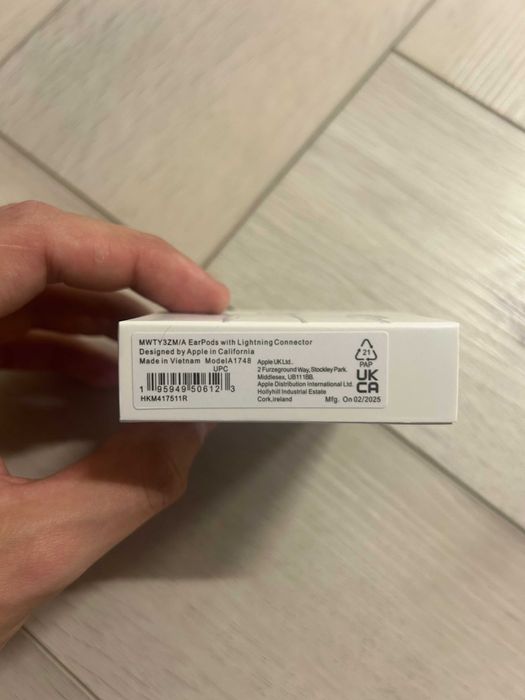 MWTY3ZM/A EarPods with Lightning Connector
Designed by Apple in California
Made in Vietnam ModelA1748
UPC
1 95949 50612 3
HKM417511R
Apple UK Ltd.
2 Furzeground Way, Stockley Park.
Middlesex, UB111BB.
Apple Distribution International Ltd.
Hollyhill Industrial Estate
Cork,Ireland
Mfg. On 02/2025
21
PAP
UK
CA